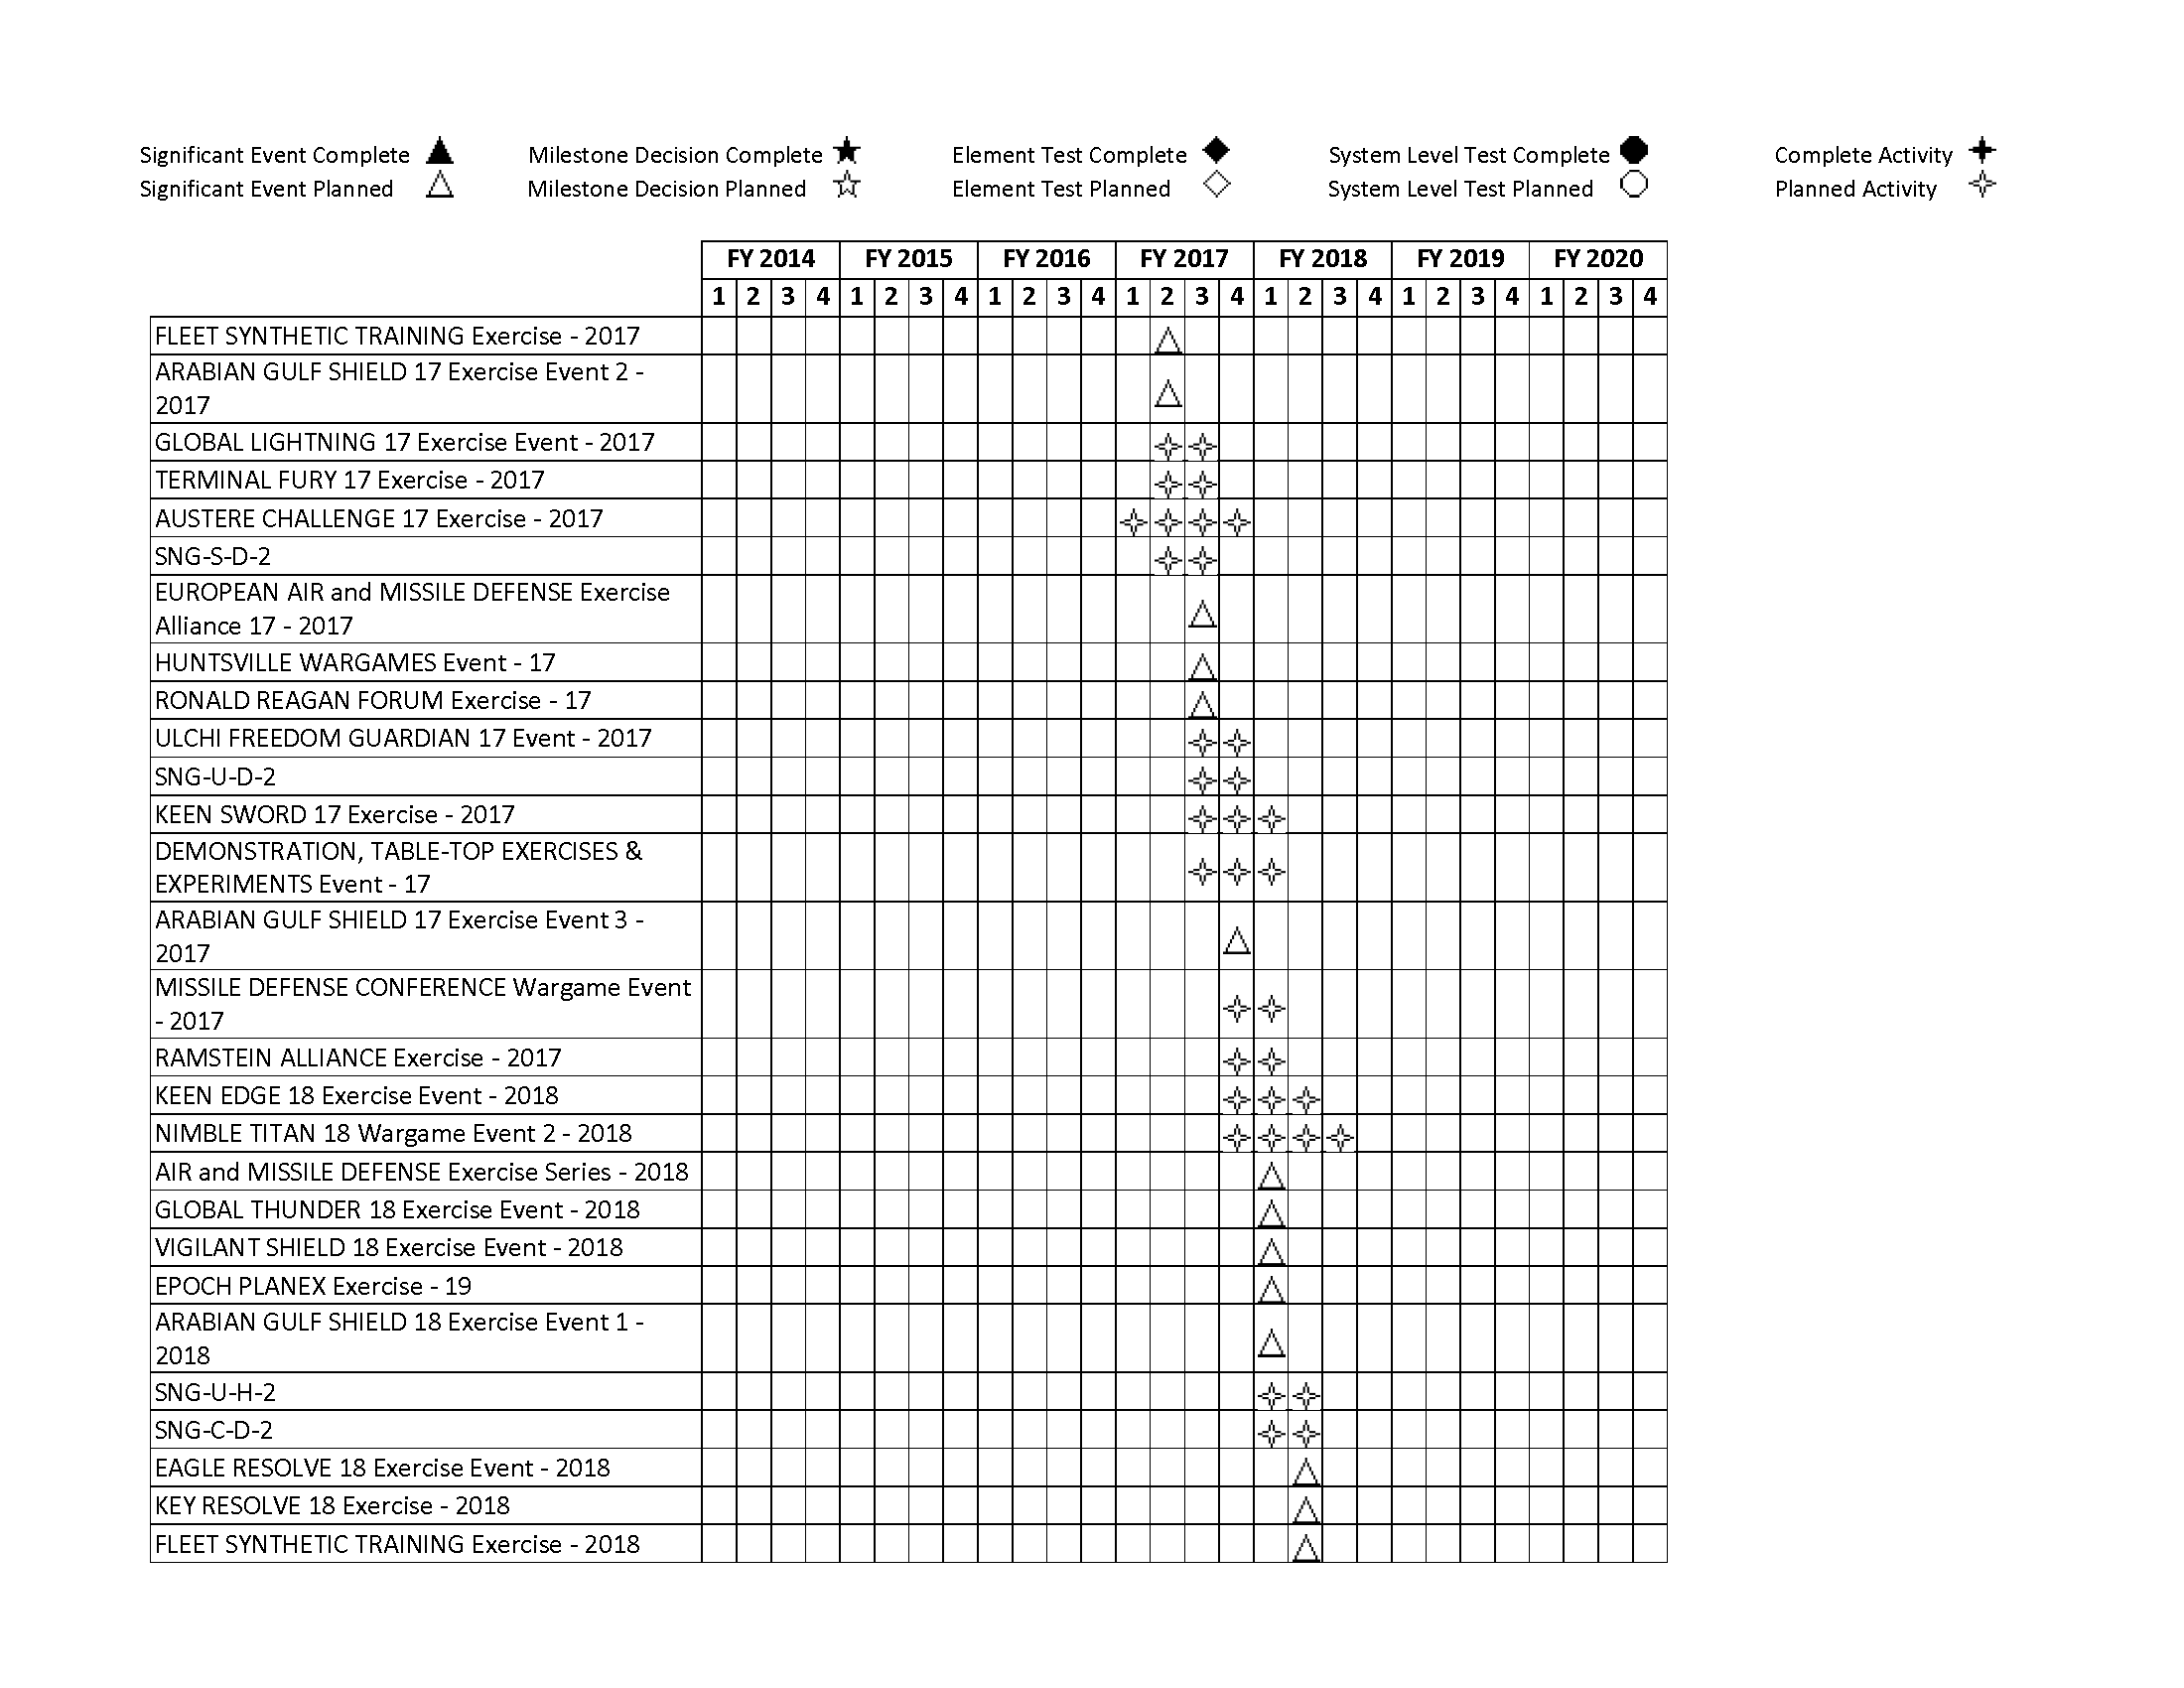 Significant Event Complete Milestone Decision Complete Element Test Complete System Level Test Complete Complete Activity
Significant Event Planned Milestone Decision Planned Element Test Planned System Level Test Planned Planned Activity
FY 2014 FY 2015 FY 2016 FY 2017 FY 2018 FY 2019 FY 2020
1 2 3 4 1 2 3 4 1 2 3 4 1 2 3 4 1 2 3 4 1 2 3 4 1 2 3 4
FLEET SYNTHETIC TRAINING Exercise - 2017
ARABIAN GULF SHIELD 17 Exercise Event 2 -
2017
GLOBAL LIGHTNING 17 Exercise Event - 2017
TERMINAL FURY 17 Exercise - 2017
AUSTERE CHALLENGE 17 Exercise - 2017
SNG-S-D-2
EUROPEAN AIR and MISSILE DEFENSE Exercise
Alliance 17 - 2017
HUNTSVILLE WARGAMES Event - 17
RONALD REAGAN FORUM Exercise - 17
ULCHI FREEDOM GUARDIAN 17 Event - 2017
SNG-U-D-2
KEEN SWORD 17 Exercise - 2017
DEMONSTRATION, TABLE-TOP EXERCISES &
EXPERIMENTS Event - 17
ARABIAN GULF SHIELD 17 Exercise Event 3 -
2017
MISSILE DEFENSE CONFERENCE Wargame Event
- 2017
RAMSTEIN ALLIANCE Exercise - 2017
KEEN EDGE 18 Exercise Event - 2018
NIMBLE TITAN 18 Wargame Event 2 - 2018
AIR and MISSILE DEFENSE Exercise Series - 2018
GLOBAL THUNDER 18 Exercise Event - 2018
VIGILANT SHIELD 18 Exercise Event - 2018
EPOCH PLANEX Exercise - 19
ARABIAN GULF SHIELD 18 Exercise Event 1 -
2018
SNG-U-H-2
SNG-C-D-2
EAGLE RESOLVE 18 Exercise Event - 2018
KEY RESOLVE 18 Exercise - 2018
FLEET SYNTHETIC TRAINING Exercise - 2018